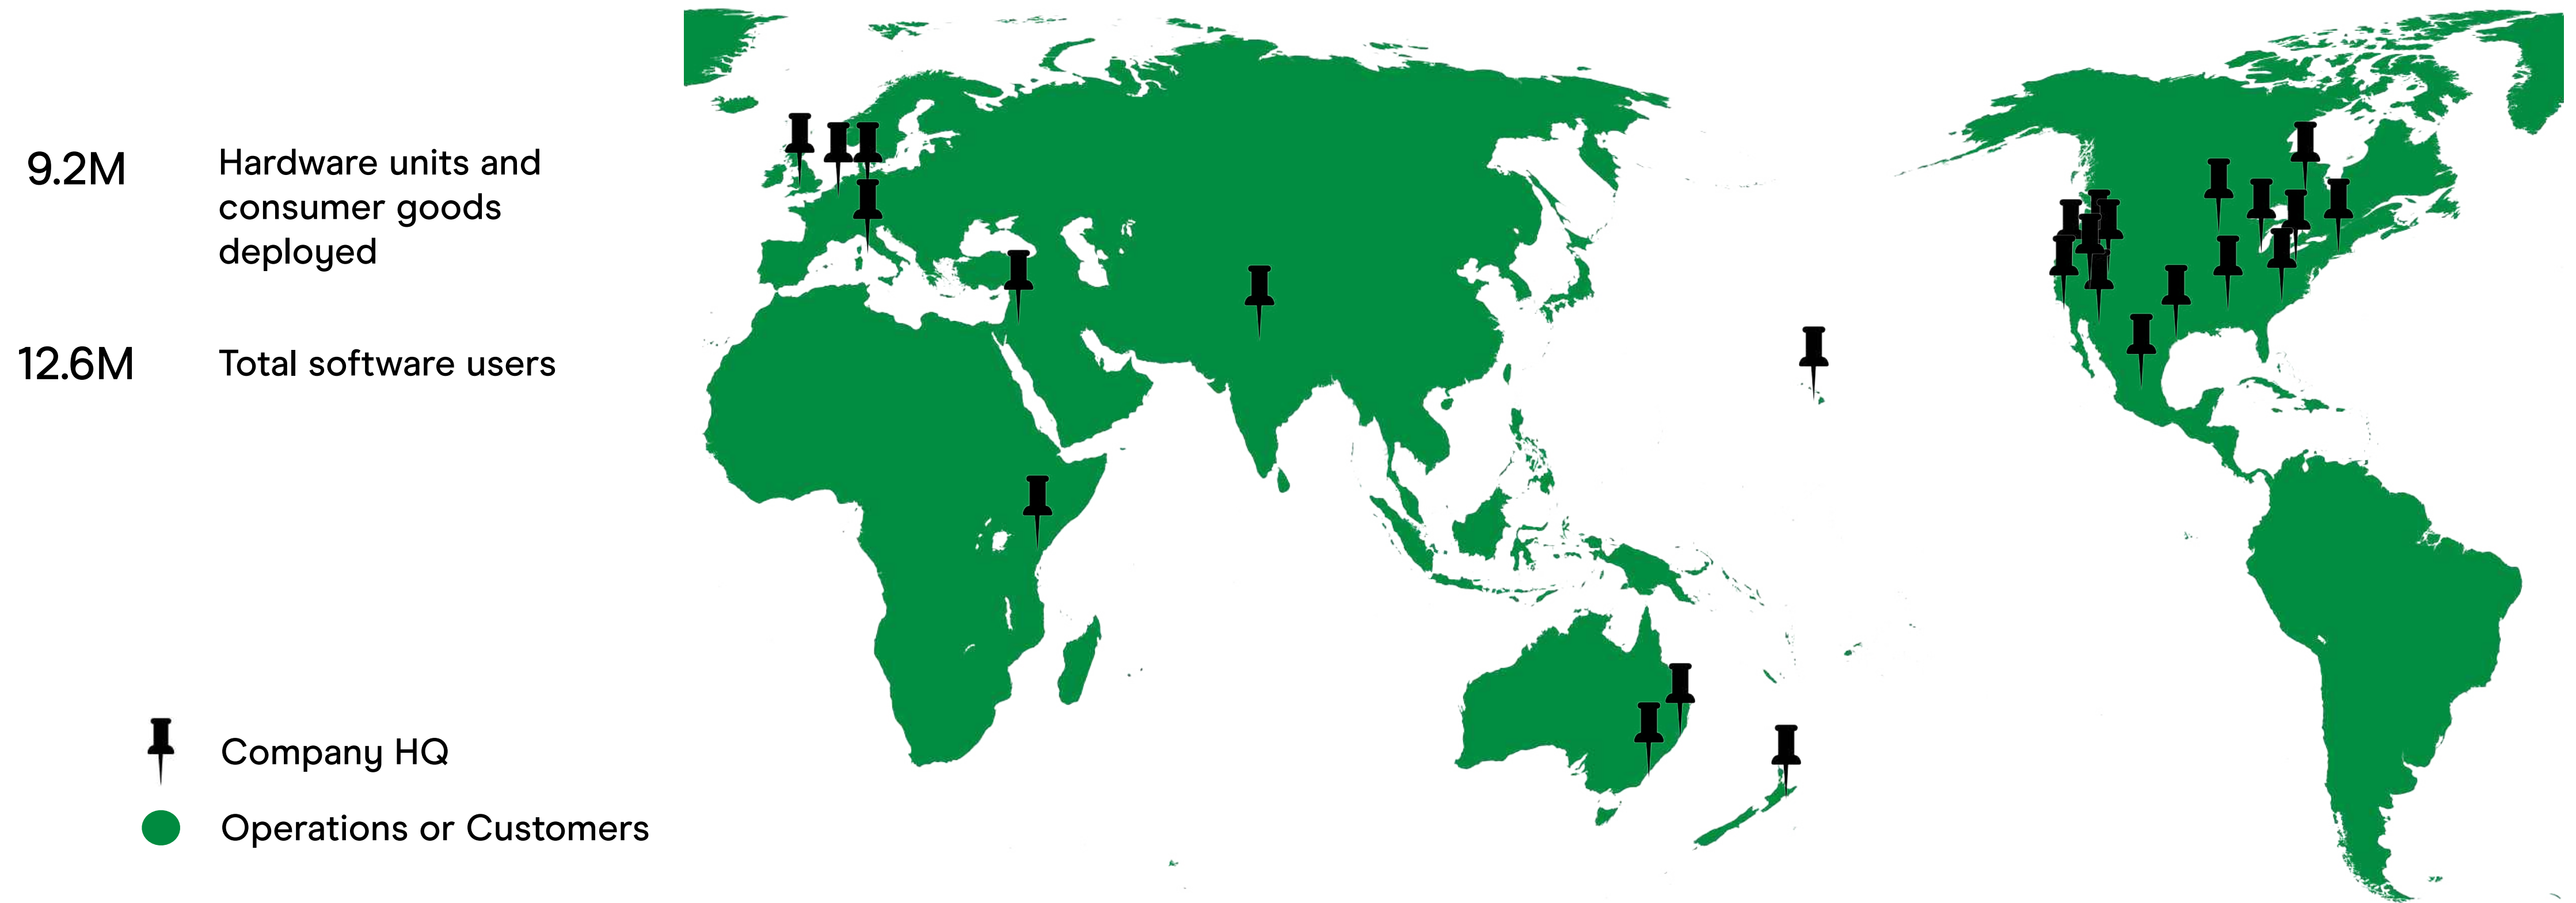 9.2M
Hardware units and
consumer goods
deployed
12.6M
Total software users
Company HQ
Operations or Customers